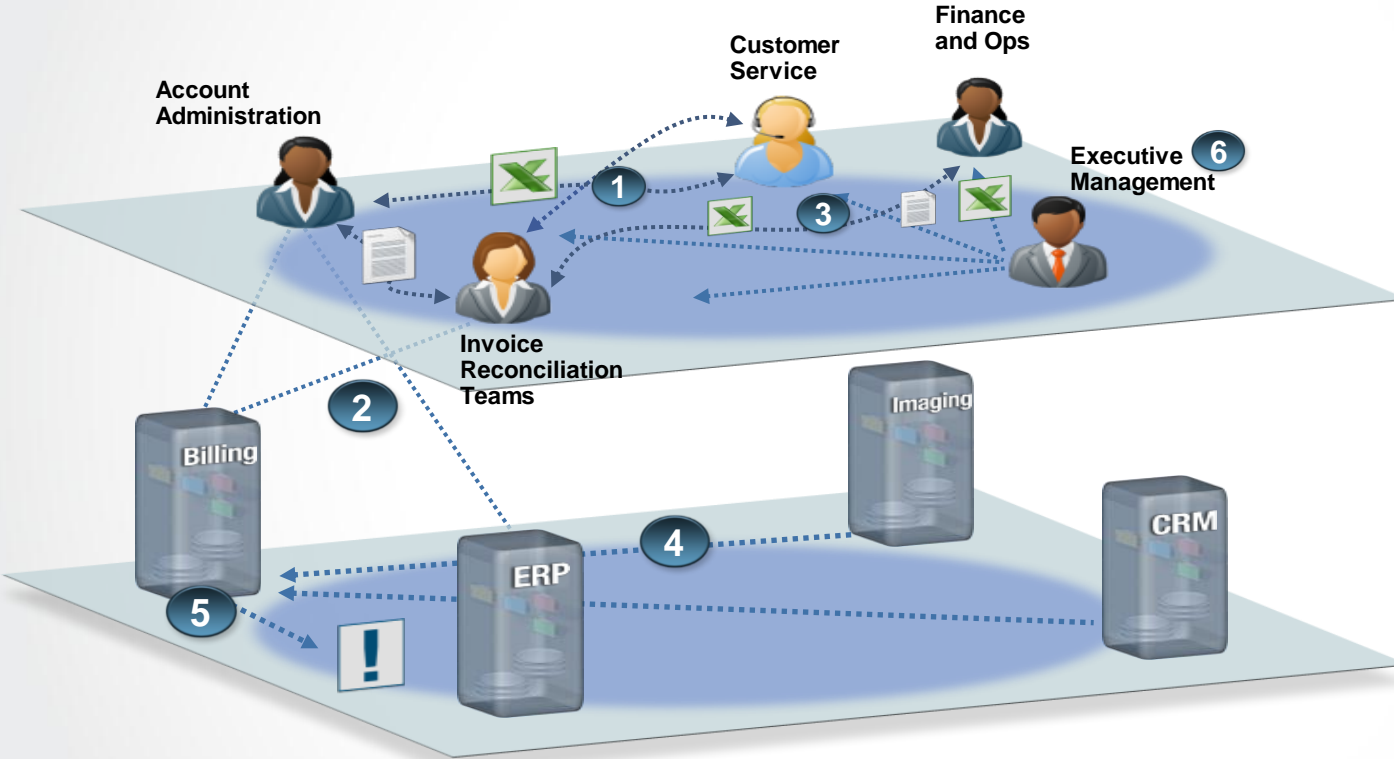 Finance
and Ops
Customer
Service
Account
Administration
Executive
Management
6
1
3
Invoice
Reconciliation
Teams
2
Imaging
Billing
CRM
4
ERP
5
!